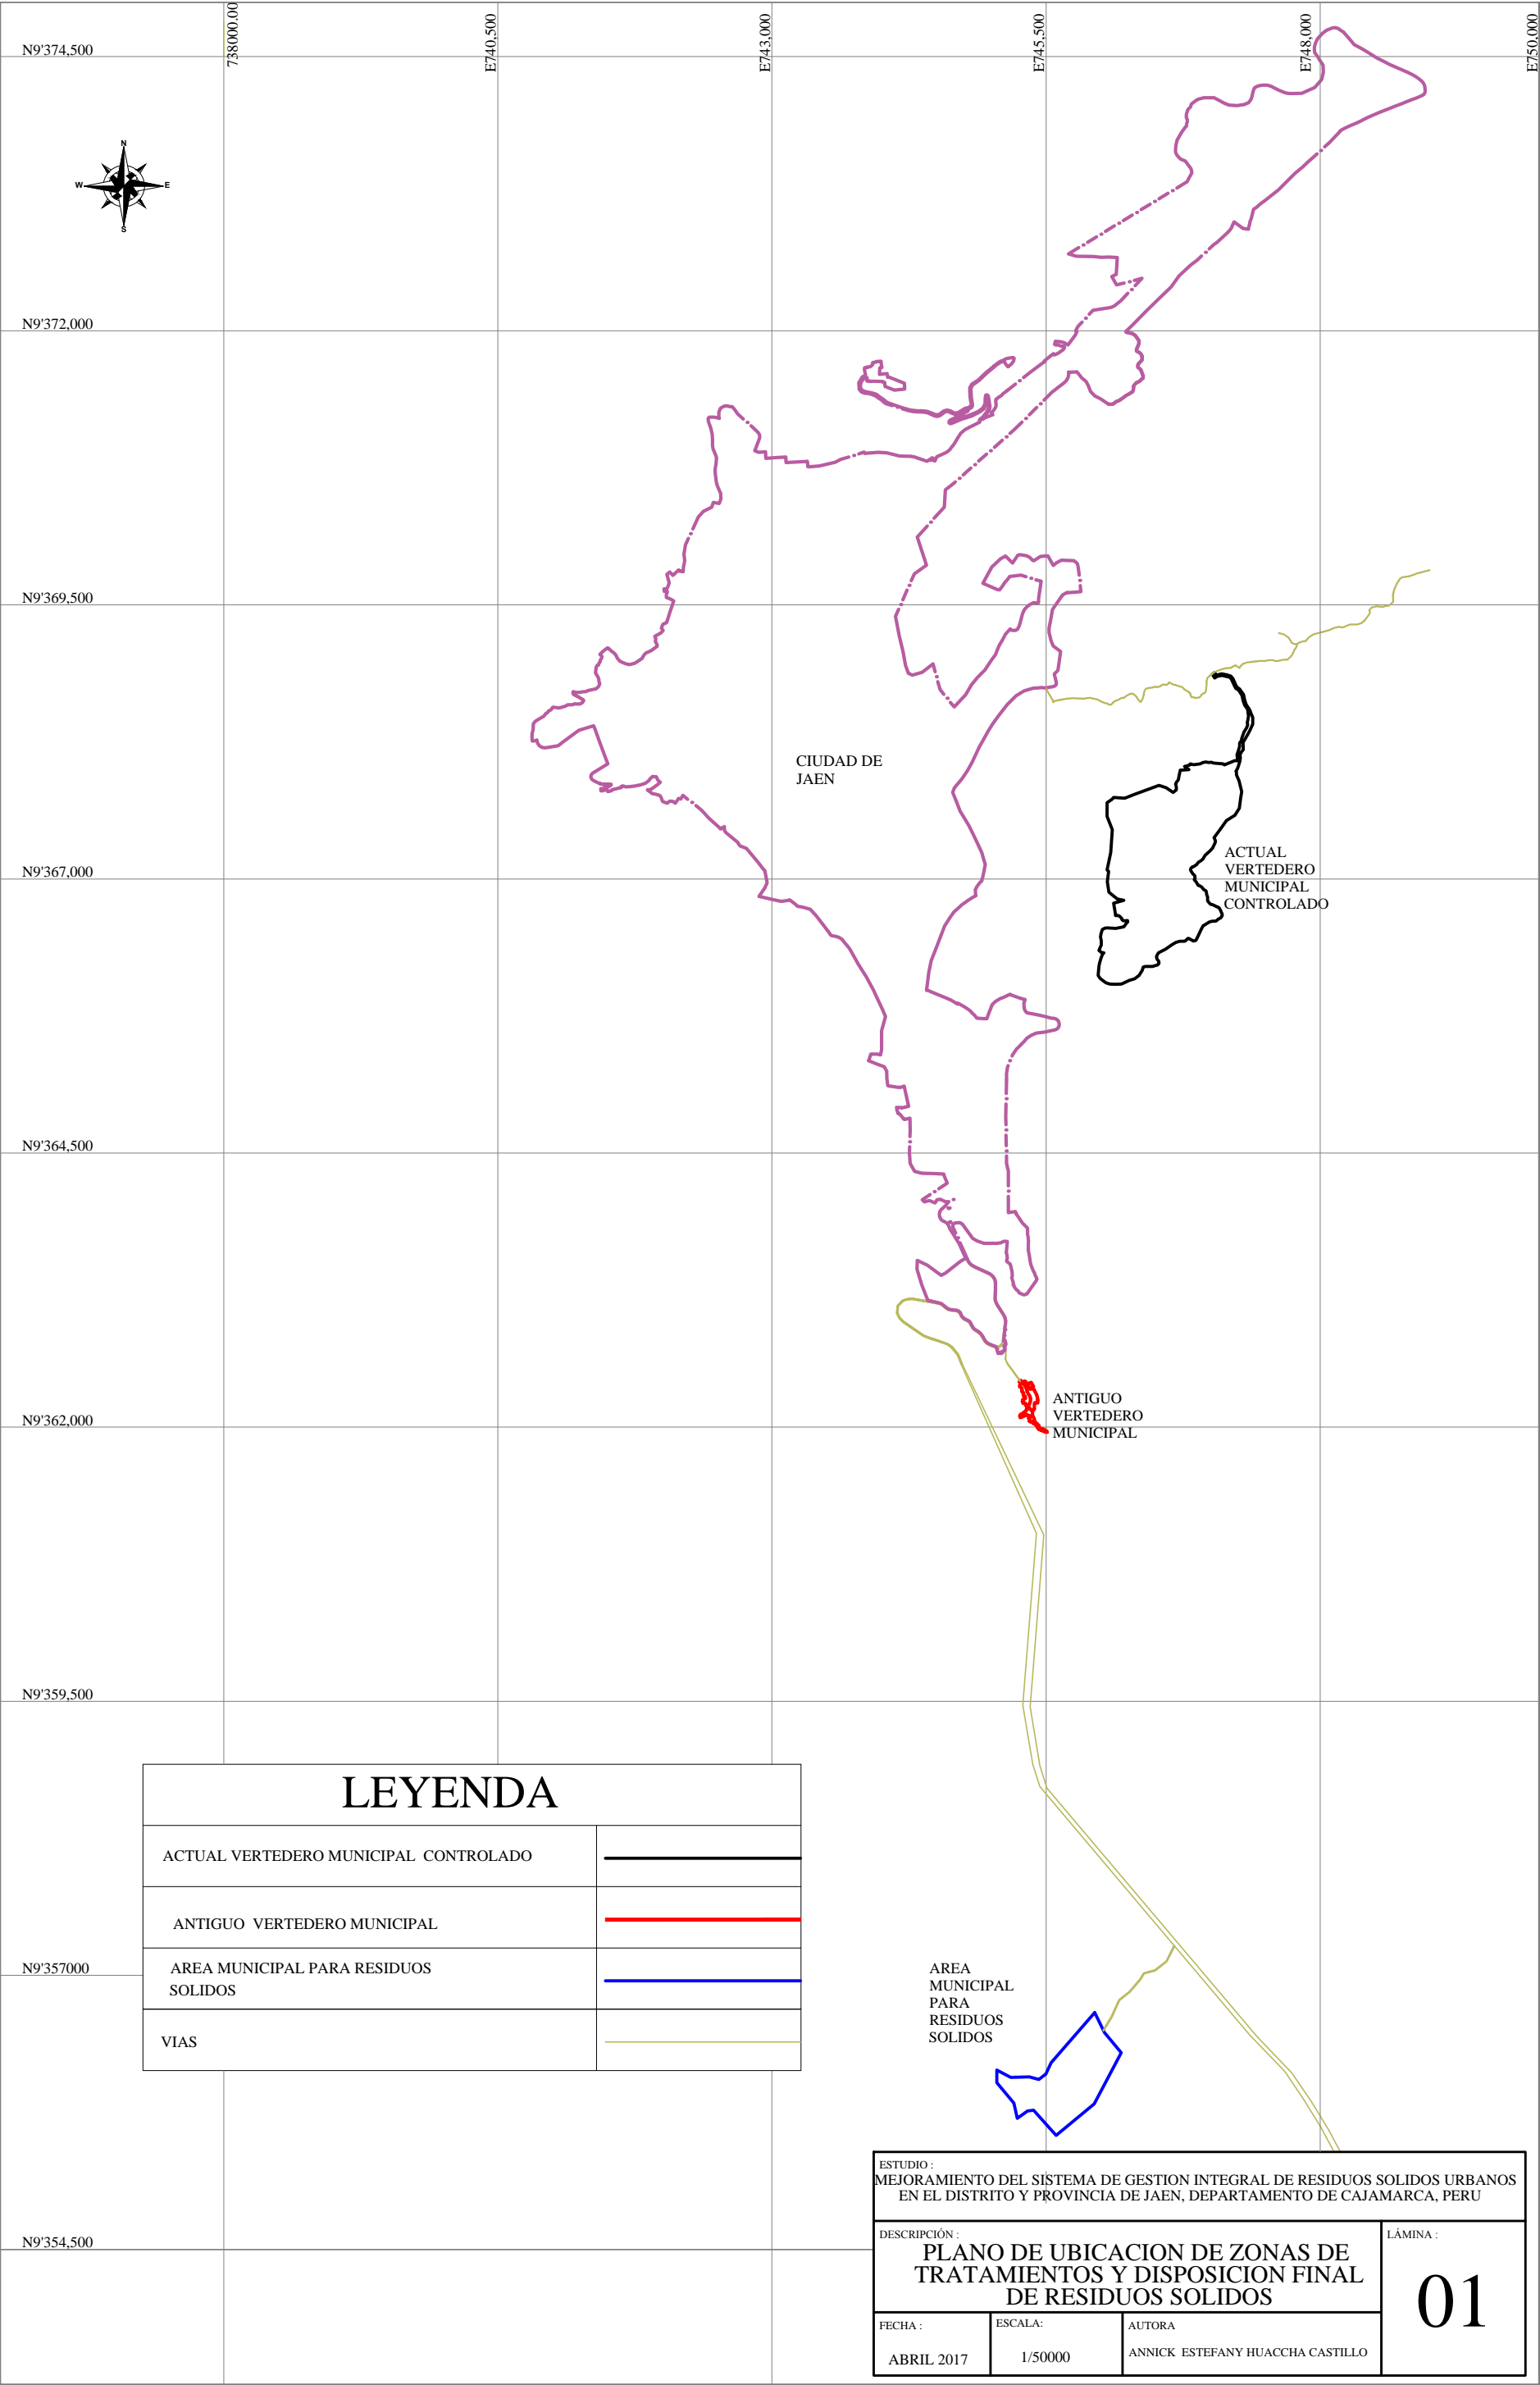 738000.00
E740,500
E743,000
E745,500
E748,000
E750,000
N9'374,500
N
W
E
S
N9'372,000
N9'369,500
CIUDAD DE
JAEN
ACTUAL
VERTEDERO
MUNICIPAL
CONTROLADO
N9'367,000
N9'364,500
ANTIGUO
VERTEDERO
MUNICIPAL
N9'362,000
N9'359,500
LEYENDA
ACTUAL VERTEDERO MUNICIPAL  CONTROLADO
ANTIGUO  VERTEDERO MUNICIPAL
AREA MUNICIPAL PARA RESIDUOS
SOLIDOS
VIAS
N9'357000
AREA
MUNICIPAL
PARA
RESIDUOS
SOLIDOS
N9'354,500
ESTUDIO :
MEJORAMIENTO DEL SISTEMA DE GESTION INTEGRAL DE RESIDUOS SOLIDOS URBANOS
EN EL DISTRITO Y PROVINCIA DE JAEN, DEPARTAMENTO DE CAJAMARCA, PERU
DESCRIPCIÓN :
PLANO DE UBICACION DE ZONAS DE
TRATAMIENTOS Y DISPOSICION FINAL
DE RESIDUOS SOLIDOS
LÁMINA :
01
FECHA :
ABRIL 2017
ESCALA:
1/50000
AUTORA
ANNICK  ESTEFANY HUACCHA CASTILLO